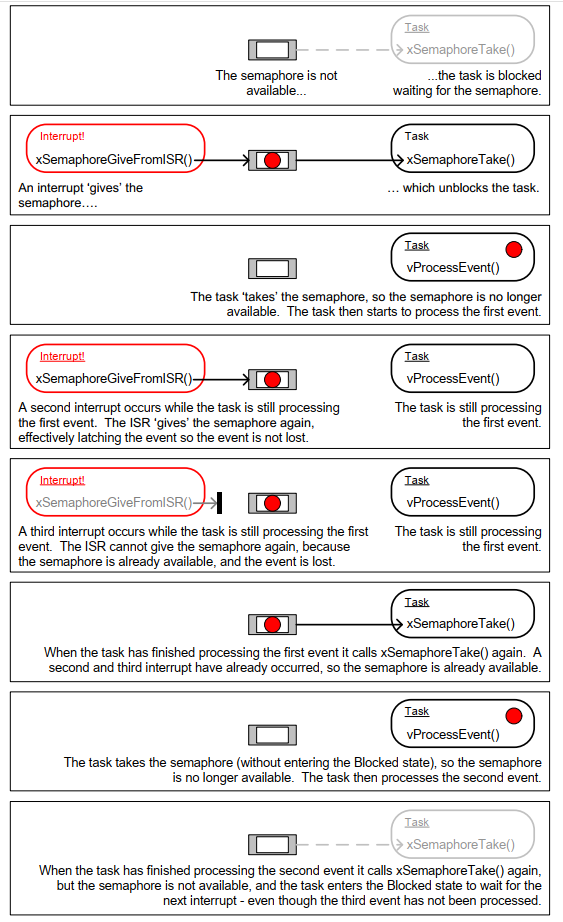 Task
xSemaphoreTake()
The semaphore is not
available...
...the task is blocked
waiting for the semaphore.
Interrupt!
xSemaphoreGiveFromISR()
Task
xSemaphoreTake()
An interrupt ‘gives’ the
semaphore….
… which unblocks the task.
Task
vProcessEvent()
The task ‘takes’ the semaphore, so the semaphore is no longer
available. The task then starts to process the first event.
Interrupt!
xSemaphoreGiveFromISR()
Task
vProcessEvent()
A second interrupt occurs while the task is still processing
the first event. The ISR ‘gives’ the semaphore again,
effectively latching the event so the event is not lost.
The task is still processing
the first event.
Interrupt!
xSemaphoreGiveFromISR()
Task
vProcessEvent()
A third interrupt occurs while the task is still processing the first
event. The ISR cannot give the semaphore again, because
the semaphore is already available, and the event is lost.
The task is still processing
the first event.
Task
xSemaphoreTake()
When the task has finished processing the first event it calls xSemaphoreTake() again. A
second and third interrupt have already occurred, so the semaphore is already available.
Task
vProcessEvent()
The task takes the semaphore (without entering the Blocked state), so the semaphore
is no longer available. The task then processes the second event.
Task
xSemaphoreTake()
When the task has finished processing the second event it calls xSemaphoreTake() again,
but the semaphore is not available, and the task enters the Blocked state to wait for the
next interrupt - even though the third event has not been processed.